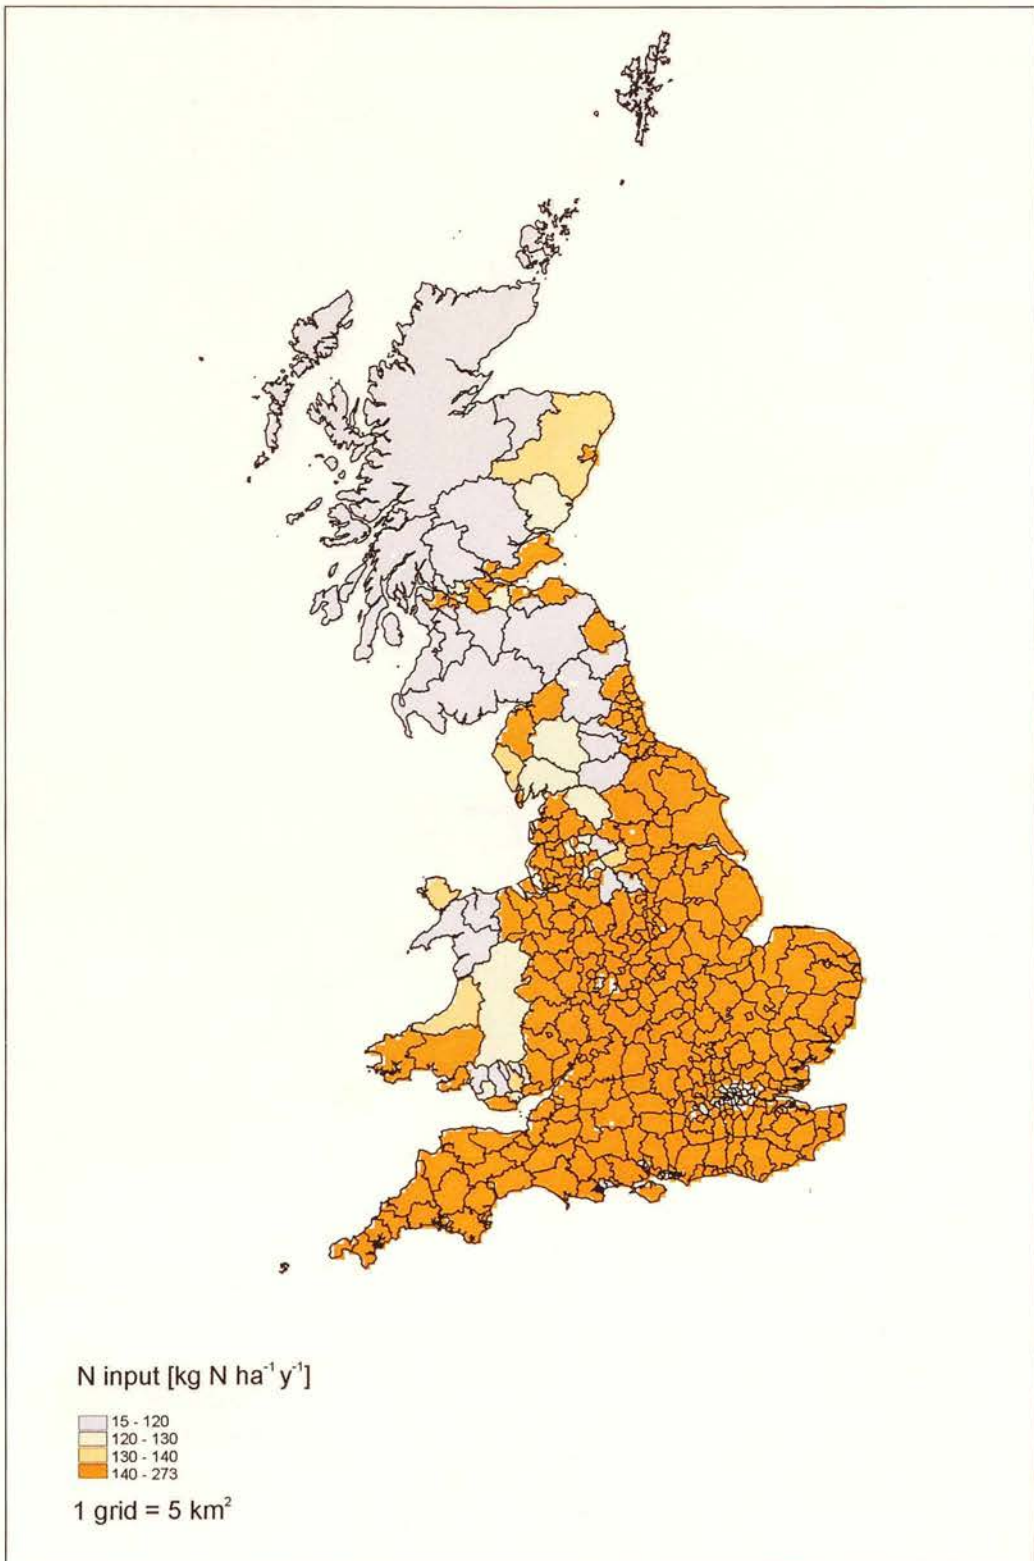 N input [kg N ha⁻¹ y⁻¹]
15 - 120
120 - 130
130 - 140
140 - 273
1 grid = 5 km²